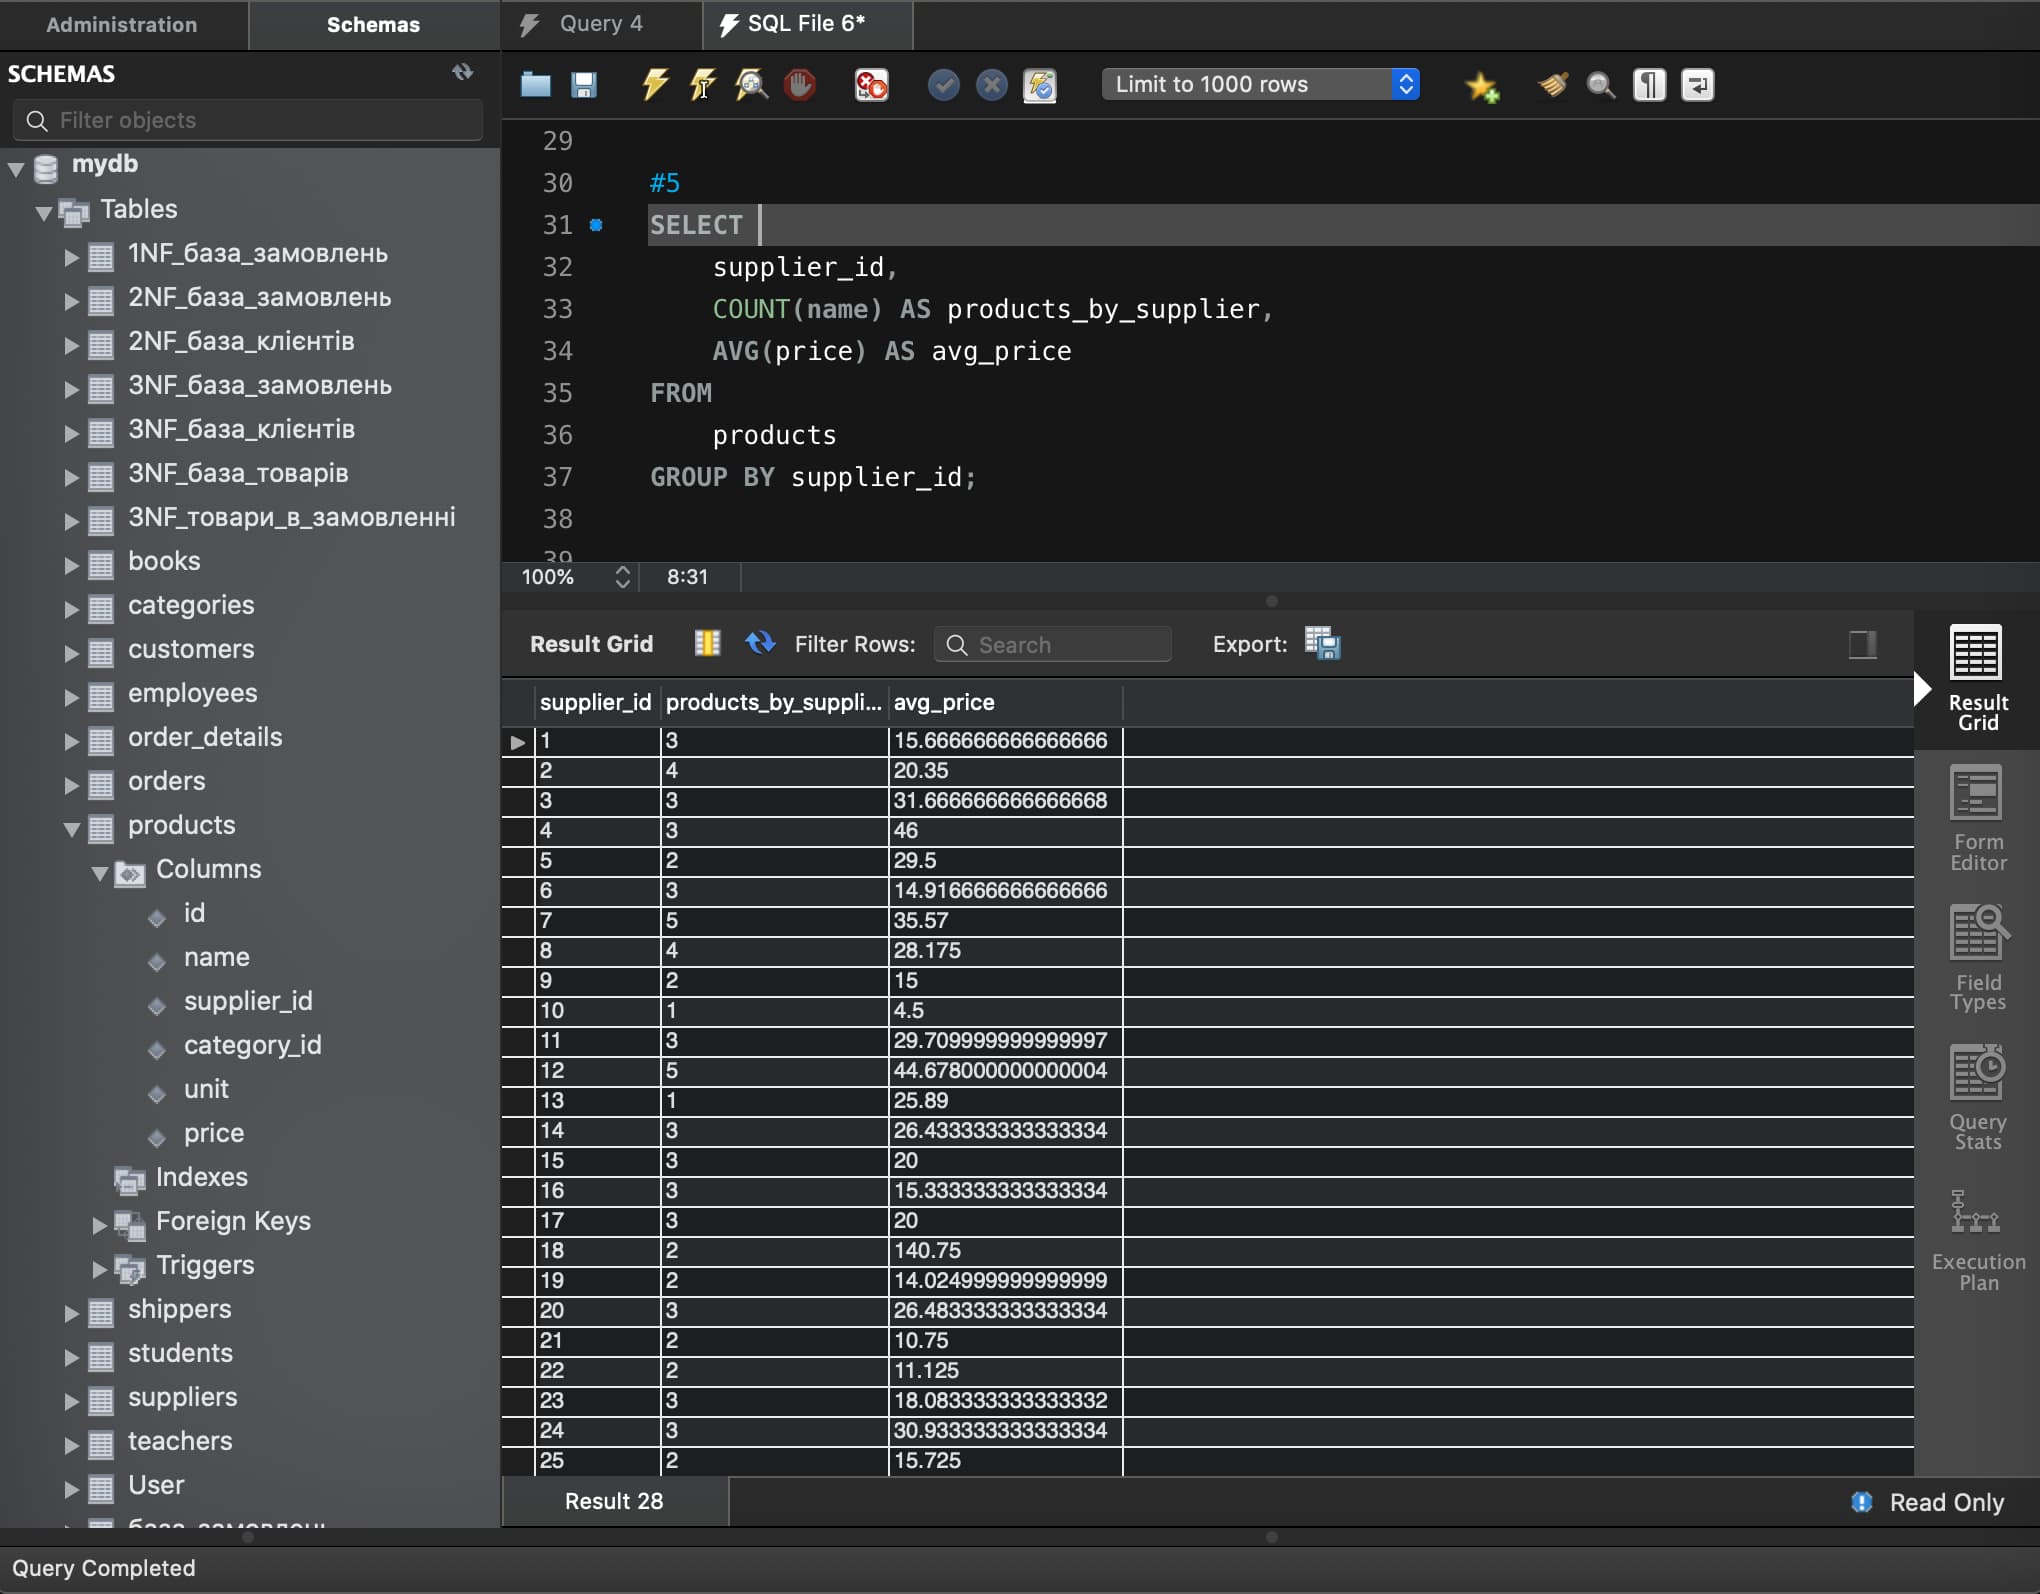 Administration
Schemas
SCHEMAS
Filter objects
mydb
Tables
1NF_база_замовлень
2NF_база_замовлень
2NF_база_клієнтів
3NF_база_замовлень
3NF_база_клієнтів
3NF_база_товарів
3NF_товари_в_замовленні
books
categories
customers
employees
order_details
orders
products
Columns
id
name
supplier_id
category_id
unit
price
Indexes
Foreign Keys
Triggers
shippers
students
suppliers
teachers
User
база_замовлень
Query 4
SQL File 6*
Limit to 1000 rows
29
30 #5
31 SELECT
32 supplier_id,
33 COUNT(name) AS products_by_supplier,
34 AVG(price) AS avg_price
35 FROM
36 products
37 GROUP BY supplier_id;
38
39
100% 8:31
Result Grid Filter Rows: Search Export:
supplier_id products_by_suppli... avg_price
1 3 15.666666666666666
2 4 20.35
3 3 31.666666666666668
4 3 46
5 2 29.5
6 3 14.916666666666666
7 5 35.57
8 4 28.175
9 2 15
10 1 4.5
11 3 29.709999999999997
12 5 44.678000000000004
13 1 25.89
14 3 26.433333333333334
15 3 20
16 3 15.333333333333334
17 3 20
18 2 140.75
19 2 14.024999999999999
20 3 26.483333333333334
21 2 10.75
22 2 11.125
23 3 18.083333333333332
24 3 30.933333333333334
25 2 15.725
Result
Grid
Form
Editor
Field
Types
Query
Stats
Execution
Plan
Result 28
Read Only
Query Completed